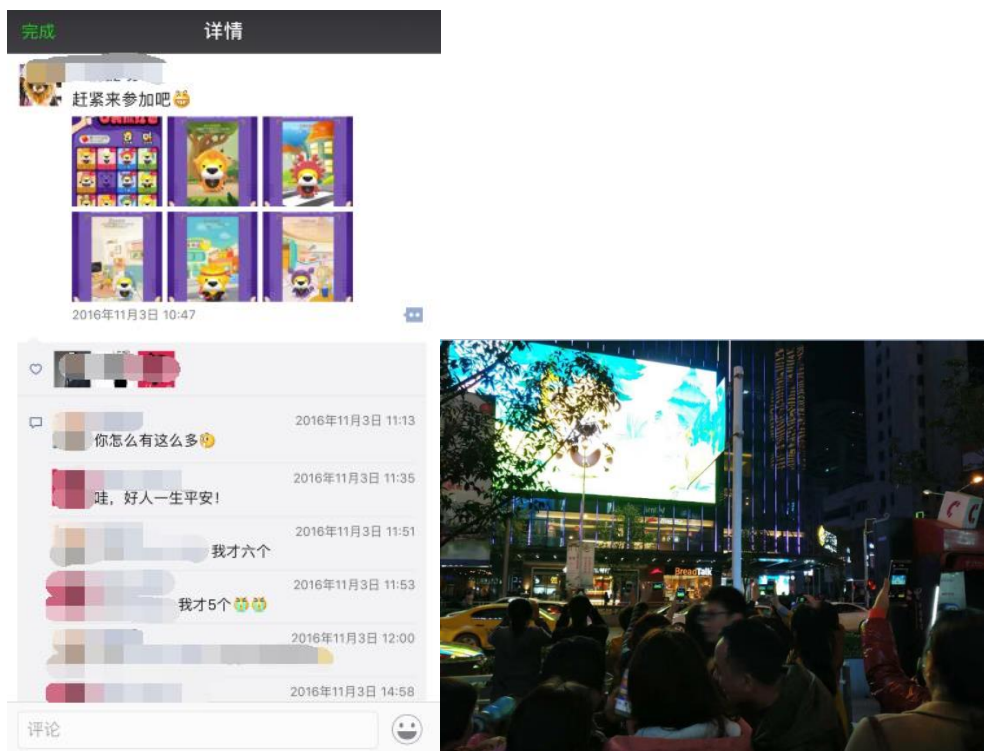 完成
详情
赶紧来参加吧
2016年11月3日 10:47
2016年11月3日 11:13
你怎么有这么多
2016年11月3日 11:35
哇，好人一生平安！
2016年11月3日 11:51
我才六个
2016年11月3日 11:53
我才5个
2016年11月3日 12:00
2016年11月3日 14:58
评论
BreadTalk